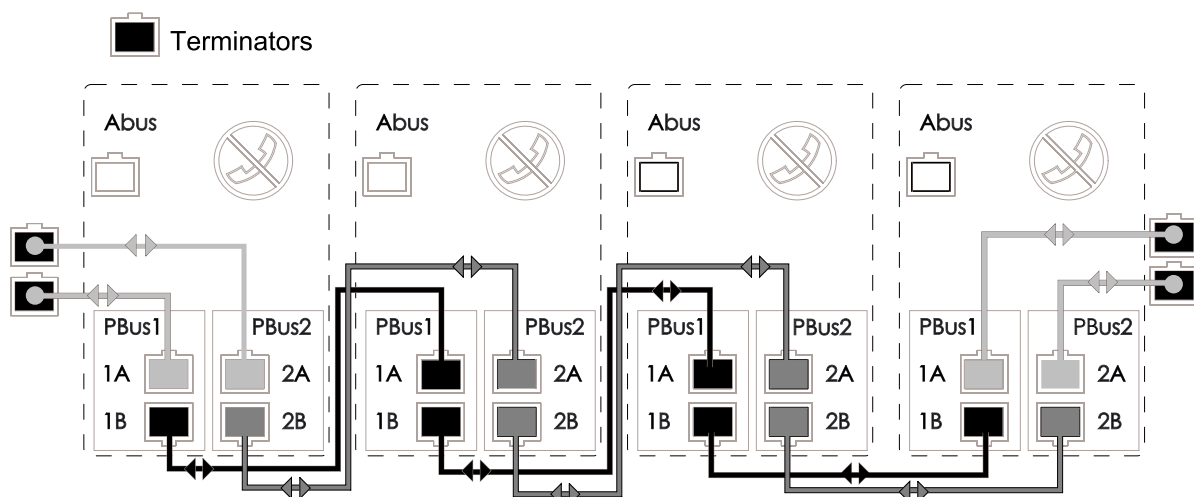 Terminators
Abus Abus Abus Abus
PBus1 PBus2 PBus1 PBus2 PBus1 PBus2 PBus1 PBus2
1A 2A 1A 2A 1A 2A 1A 2A
1B 2B 1B 2B 1B 2B 1B 2B